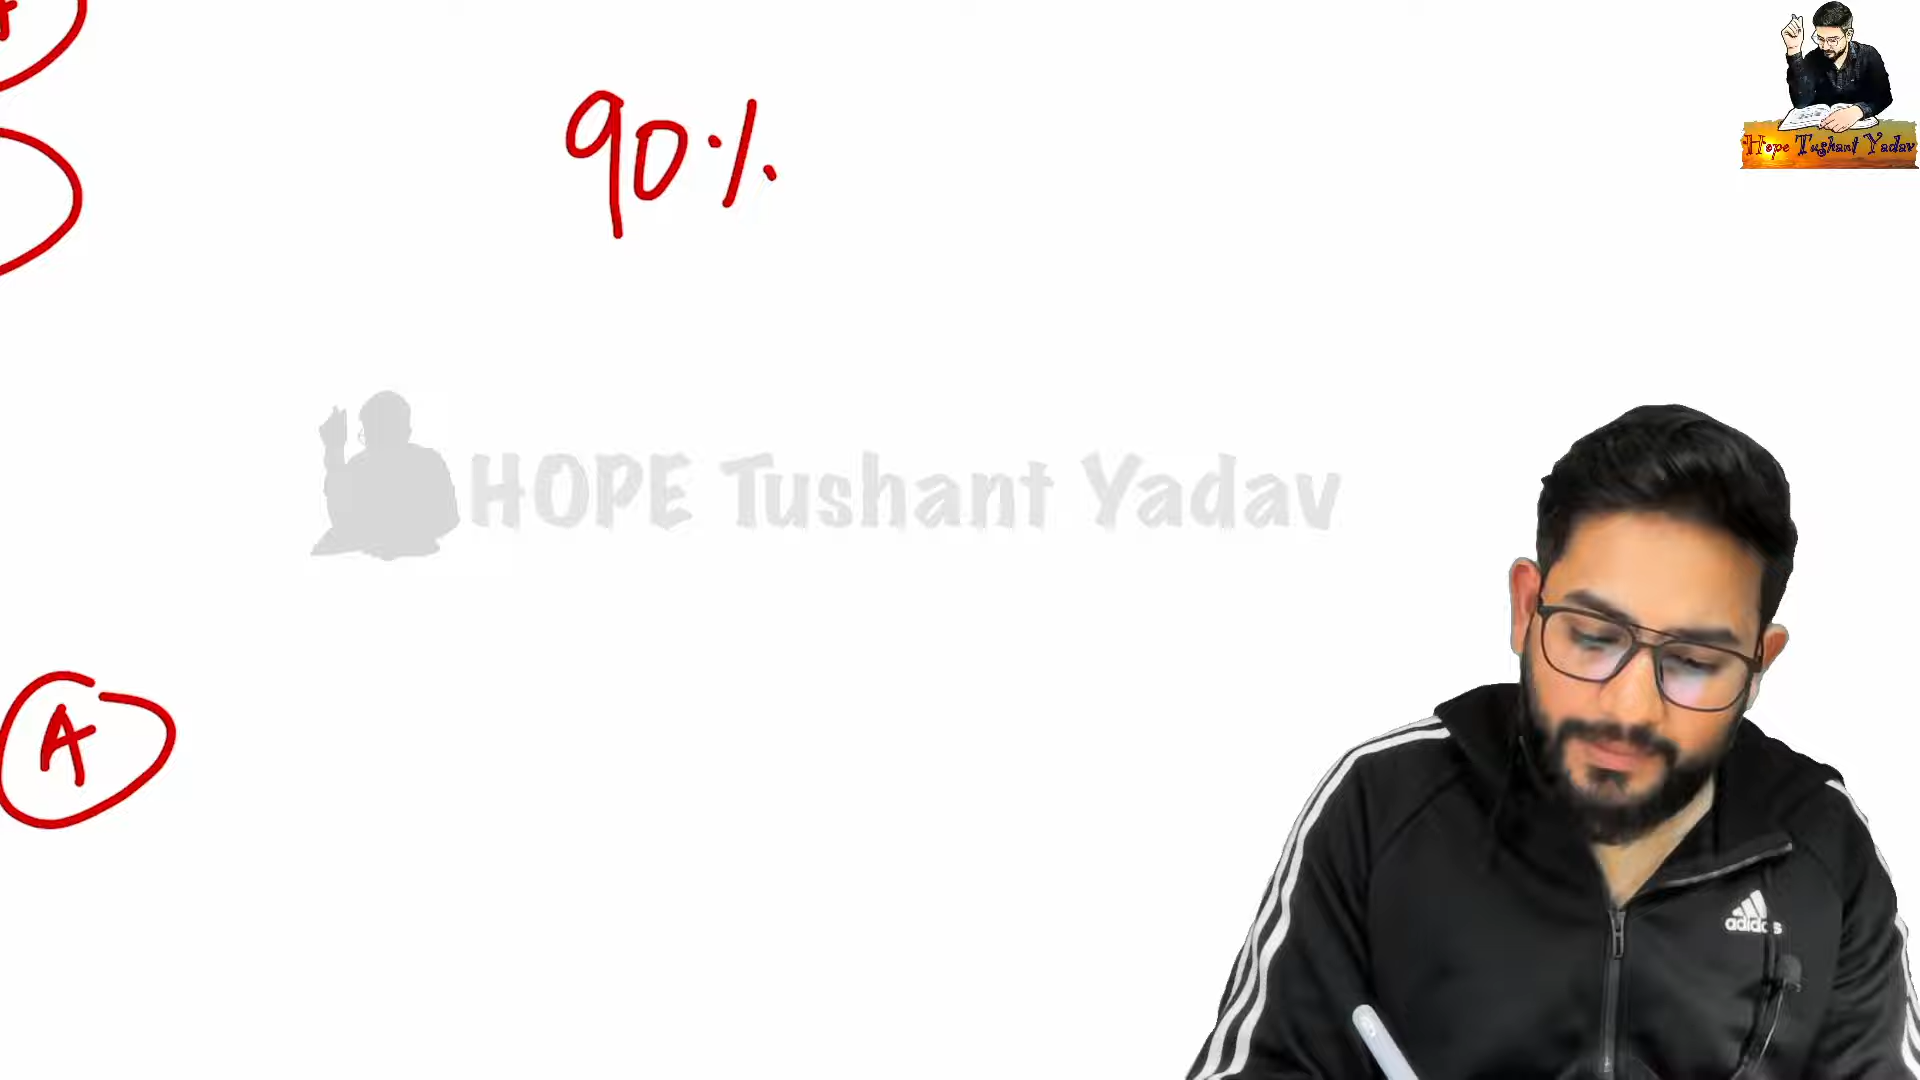 90%
Hope Tushant Yadav
HOPE Tushant Yadav
A
adidas